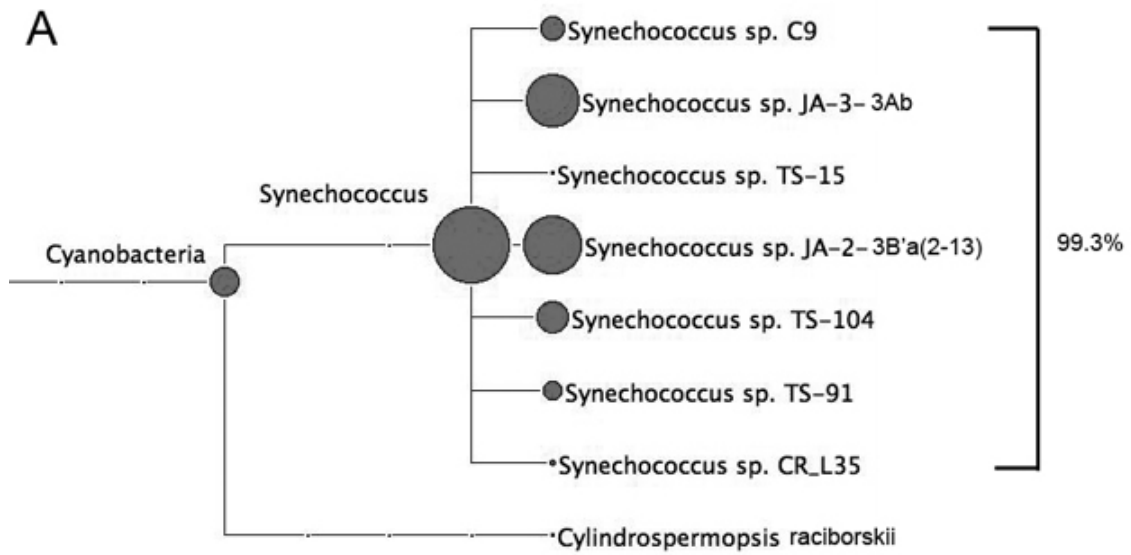 A
Synechococcus sp. C9
Synechococcus sp. JA-3-3Ab
Synechococcus sp. TS-15
Synechococcus
Synechococcus sp. JA-2-3B'a(2-13)
99.3%
Cyanobacteria
Synechococcus sp. TS-104
Synechococcus sp. TS-91
Synechococcus sp. CR_L35
Cylindrospermopsis raciborskii